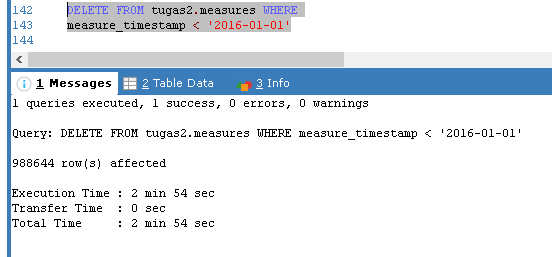 142 DELETE FROM tugas2.measures WHERE
143 measure_timestamp < '2016-01-01'
144
1 Messages 2 Table Data 3 Info
1 queries executed, 1 success, 0 errors, 0 warnings
Query: DELETE FROM tugas2.measures WHERE measure_timestamp < '2016-01-01'
988644 row(s) affected
Execution Time : 2 min 54 sec
Transfer Time : 0 sec
Total Time : 2 min 54 sec